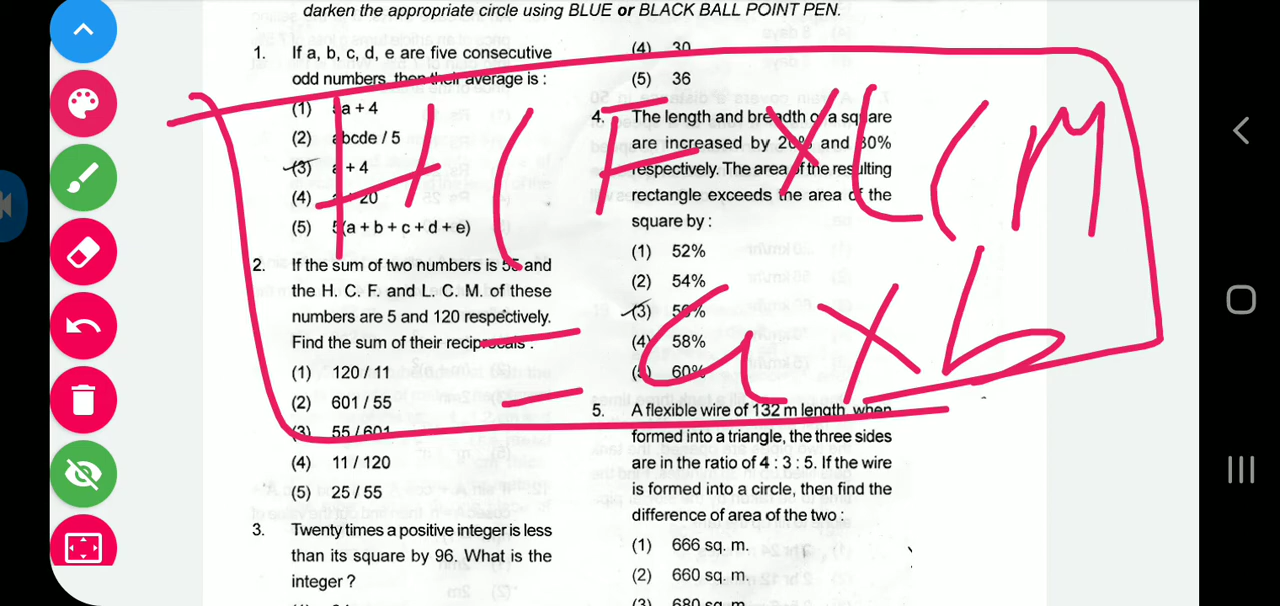 darken the appropriate circle using BLUE or BLACK BALL POINT PEN.
1. If a, b, c, d, e are five consecutive
odd numbers, then their average is :
(1) 5a + 4
(2) abcde / 5
(3) a + 4
(4) 20
(5) 5(a + b + c + d + e)
2. If the sum of two numbers is 55 and
the H. C. F. and L. C. M. of these
numbers are 5 and 120 respectively.
Find the sum of their reciprocals :
(1) 120 / 11
(2) 601 / 55
(3) 55 / 601
(4) 11 / 120
(5) 25 / 55
3. Twenty times a positive integer is less
than its square by 96. What is the
integer ?
(4) 30
(5) 36
4. The length and breadth of a square
are increased by 20% and 30%
respectively. The area of the resulting
rectangle exceeds the area of the
square by :
(1) 52%
(2) 54%
(3) 56%
(4) 58%
(5) 60%
5. A flexible wire of 132 m length, when
formed into a triangle, the three sides
are in the ratio of 4 : 3 : 5. If the wire
is formed into a circle, then find the
difference of area of the two :
(1) 666 sq. m.
(2) 660 sq. m.
(3) 680 sq. m.
HCF × LCM
= a × b